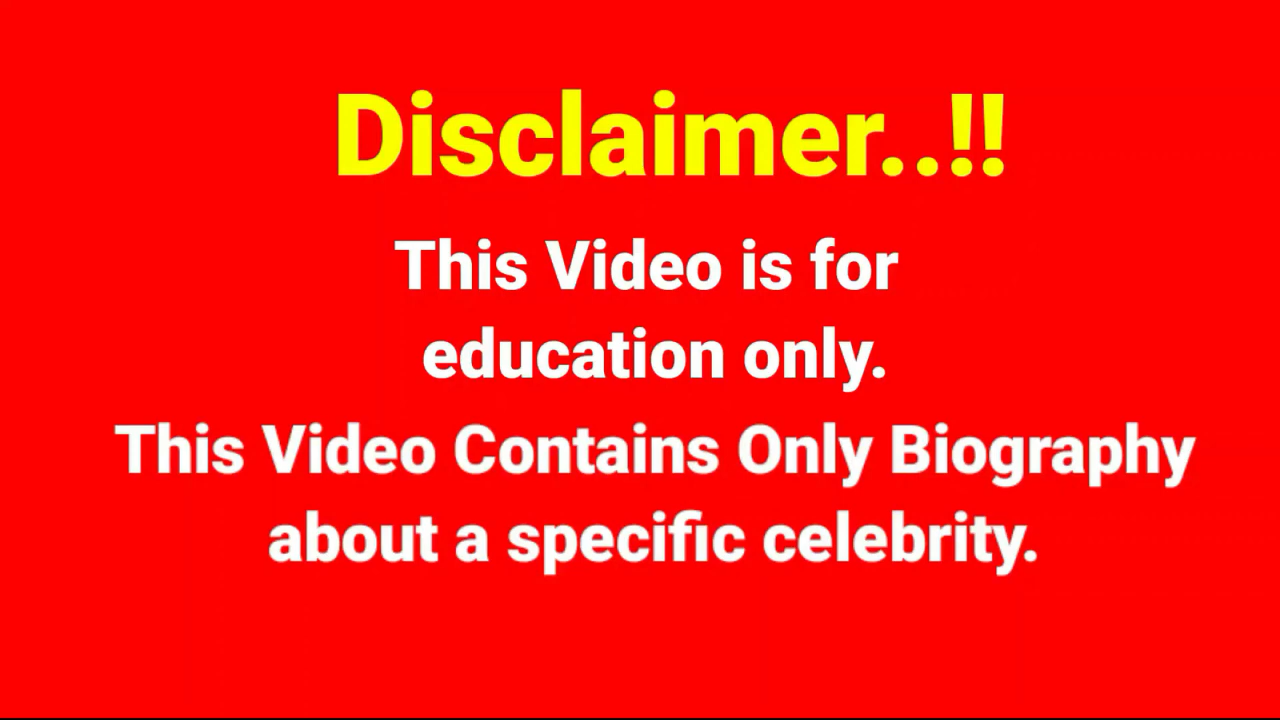 Disclaimer..!!
This Video is for
education only.
This Video Contains Only Biography
about a specific celebrity.